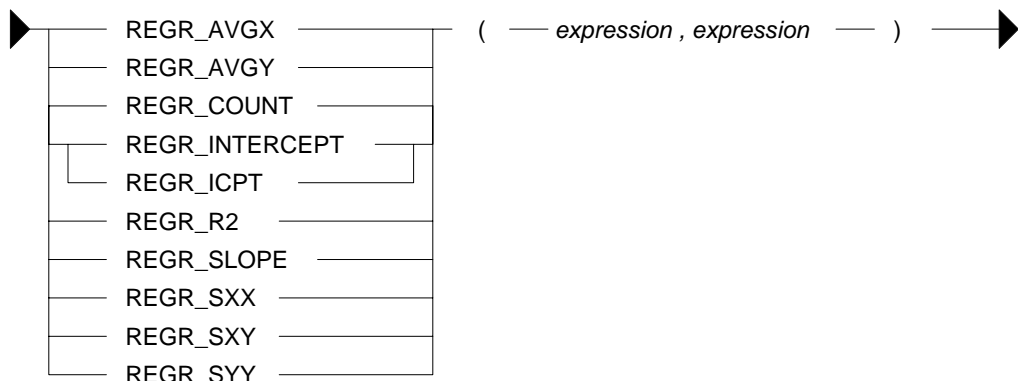 REGR_AVGX ( expression , expression )
REGR_AVGY
REGR_COUNT
REGR_INTERCEPT
REGR_ICPT
REGR_R2
REGR_SLOPE
REGR_SXX
REGR_SXY
REGR_SYY